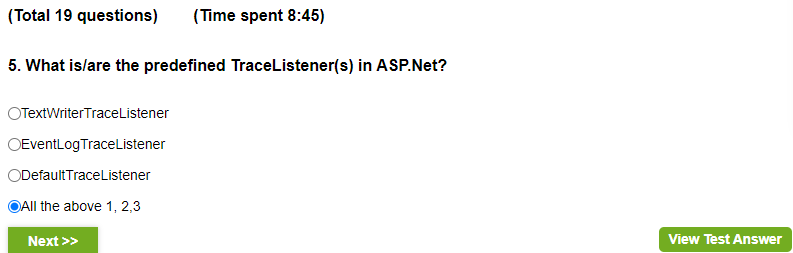 (Total 19 questions) (Time spent 8:45)
5. What is/are the predefined TraceListener(s) in ASP.Net?
TextWriterTraceListener
EventLogTraceListener
DefaultTraceListener
All the above 1, 2,3
Next >> View Test Answer